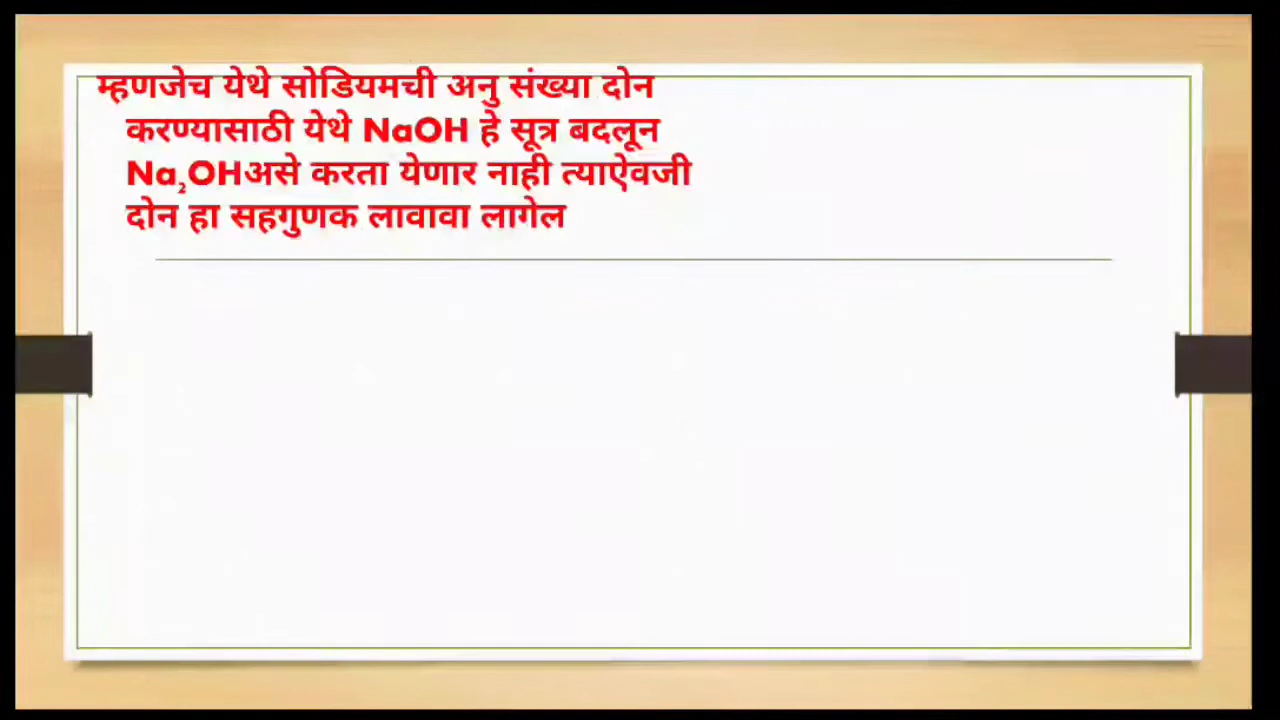 म्हणजेच येथे सोडियमची अनु संख्या दोन
करण्यासाठी येथे NaOH हे सूत्र बदलून
Na₂OHअसे करता येणार नाही त्याऐवजी
दोन हा सहगुणक लावावा लागेल